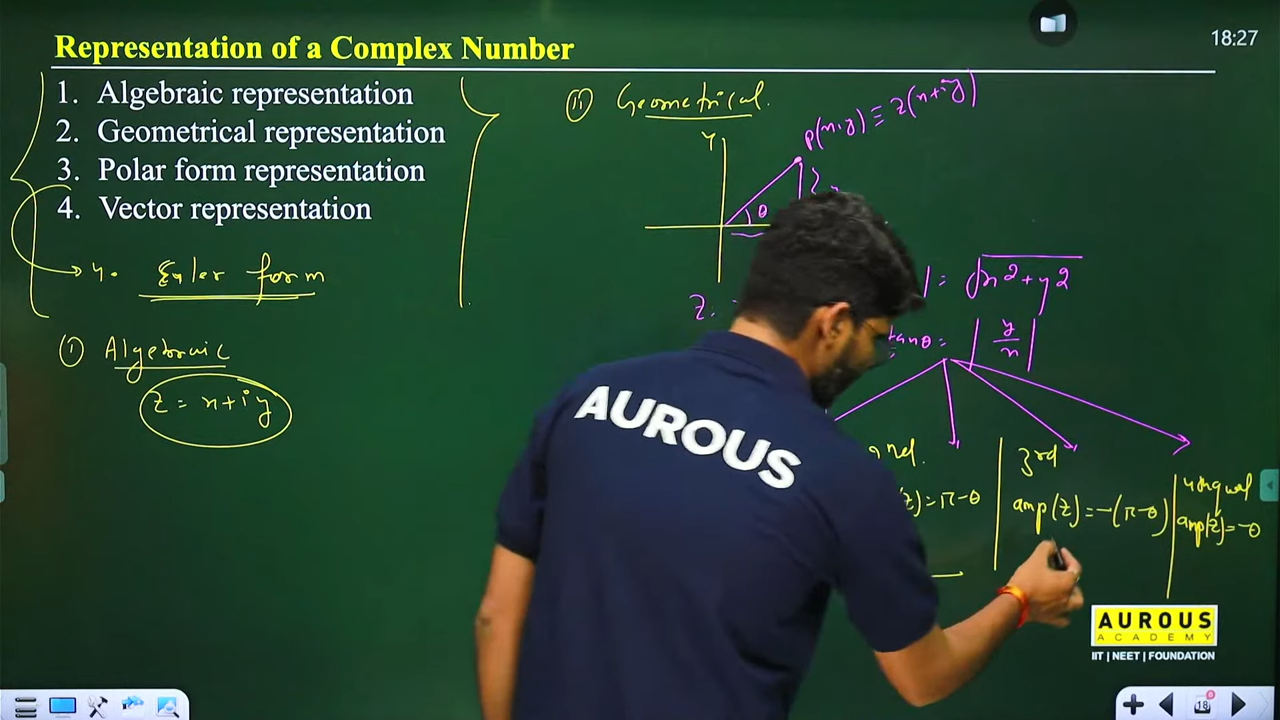 18:27
Representation of a Complex Number
1. Algebraic representation
2. Geometrical representation
3. Polar form representation
4. Vector representation
4. Euler form
(i) Algebraic
z = x+iy
(ii) Geometrical.
Y
P(x,y) ≡ z(x+iy)
θ
z
| = √x²+y²
tanθ = |y/x|
nd.
(z)=π-θ
3rd
amp(z)=-(π-θ)
4th quad
amp(z)=-θ
AUROUS
AUROUS
ACADEMY
IIT | NEET | FOUNDATION
18